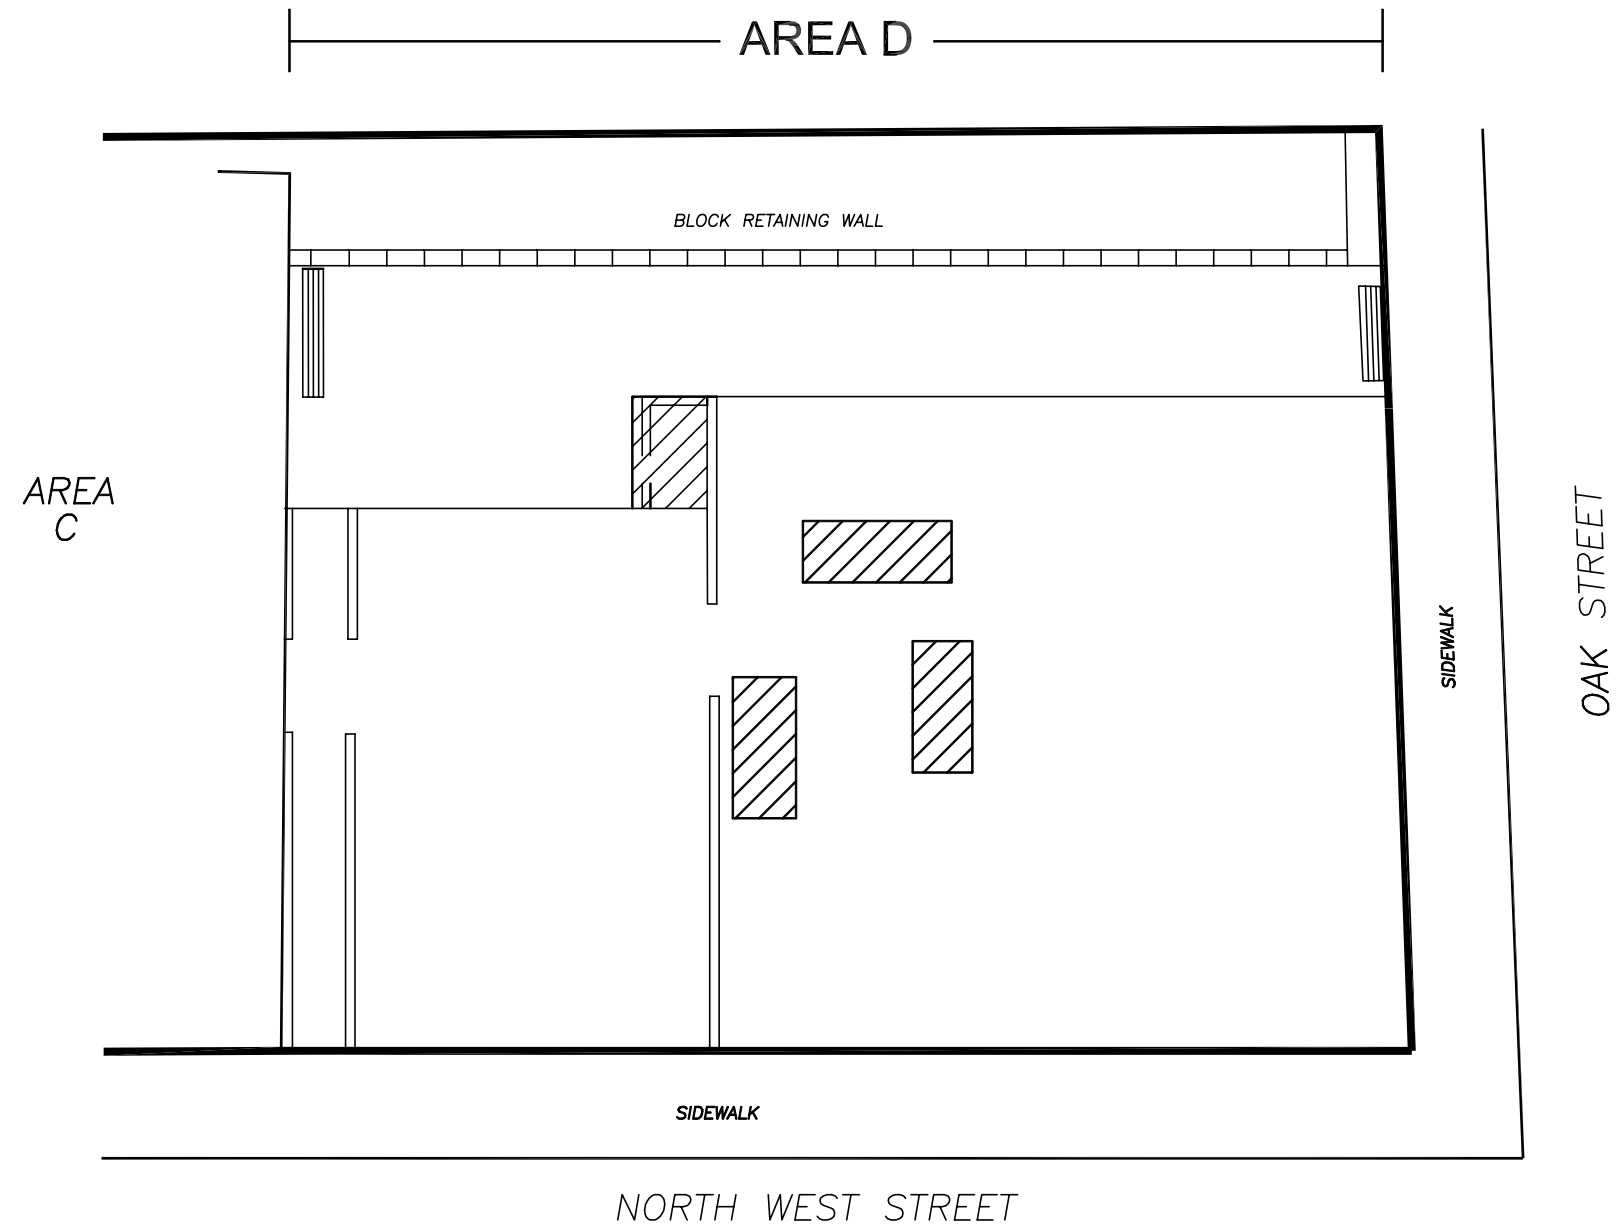 AREA D
BLOCK RETAINING WALL
AREA
C
OAK STREET
SIDEWALK
SIDEWALK
NORTH WEST STREET